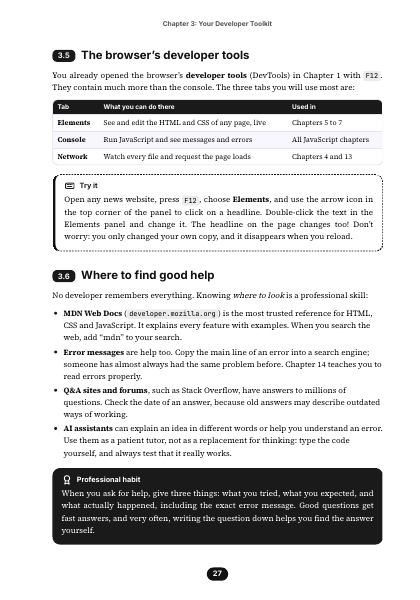 Chapter 3: Your Developer Toolkit
3.5 The browser's developer tools
You already opened the browser's developer tools (DevTools) in Chapter 1 with F12.
They contain much more than the console. The three tabs you will use most are:
Tab What you can do there Used in
Elements See and edit the HTML and CSS of any page, live Chapters 5 to 7
Console Run JavaScript and see messages and errors All JavaScript chapters
Network Watch every file and request the page loads Chapters 4 and 13
Try it
Open any news website, press F12, choose Elements, and use the arrow icon in
the top corner of the panel to click on a headline. Double-click the text in the
Elements panel and change it. The headline on the page changes too! Don't
worry: you only changed your own copy, and it disappears when you reload.
3.6 Where to find good help
No developer remembers everything. Knowing where to look is a professional skill:
• MDN Web Docs (developer.mozilla.org) is the most trusted reference for HTML,
CSS and JavaScript. It explains every feature with examples. When you search the
web, add “mdn” to your search.
• Error messages are help too. Copy the main line of an error into a search engine;
someone has almost always had the same problem before. Chapter 14 teaches you to
read errors properly.
• Q&A sites and forums, such as Stack Overflow, have answers to millions of
questions. Check the date of an answer, because old answers may describe outdated
ways of working.
• AI assistants can explain an idea in different words or help you understand an error.
Use them as a patient tutor, not as a replacement for thinking: type the code
yourself, and always test that it really works.
Professional habit
When you ask for help, give three things: what you tried, what you expected, and
what actually happened, including the exact error message. Good questions get
fast answers, and very often, writing the question down helps you find the answer
yourself.
27